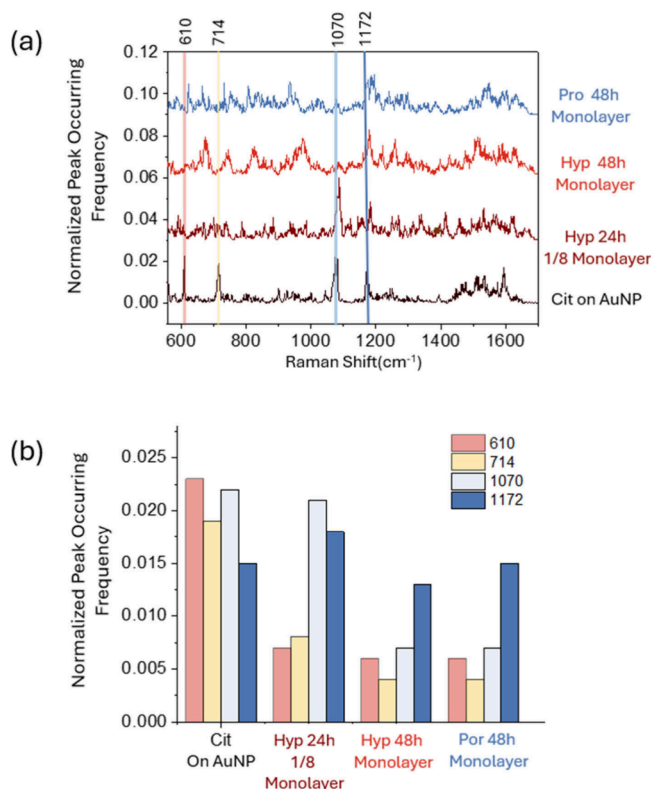 (a)
610
714
1070
1172
0.12
0.10
0.08
0.06
0.04
0.02
0.00
Normalized Peak Occurring
Frequency
Pro 48h
Monolayer
Hyp 48h
Monolayer
Hyp 24h
1/8 Monolayer
Cit on AuNP
600
800
1000
1200
1400
1600
Raman Shift(cm⁻¹)
(b)
0.025
0.020
0.015
0.010
0.005
0.000
Normalized Peak Occurring
Frequency
610
714
1070
1172
Cit
On AuNP
Hyp 24h
1/8
Monolayer
Hyp 48h
Monolayer
Por 48h
Monolayer